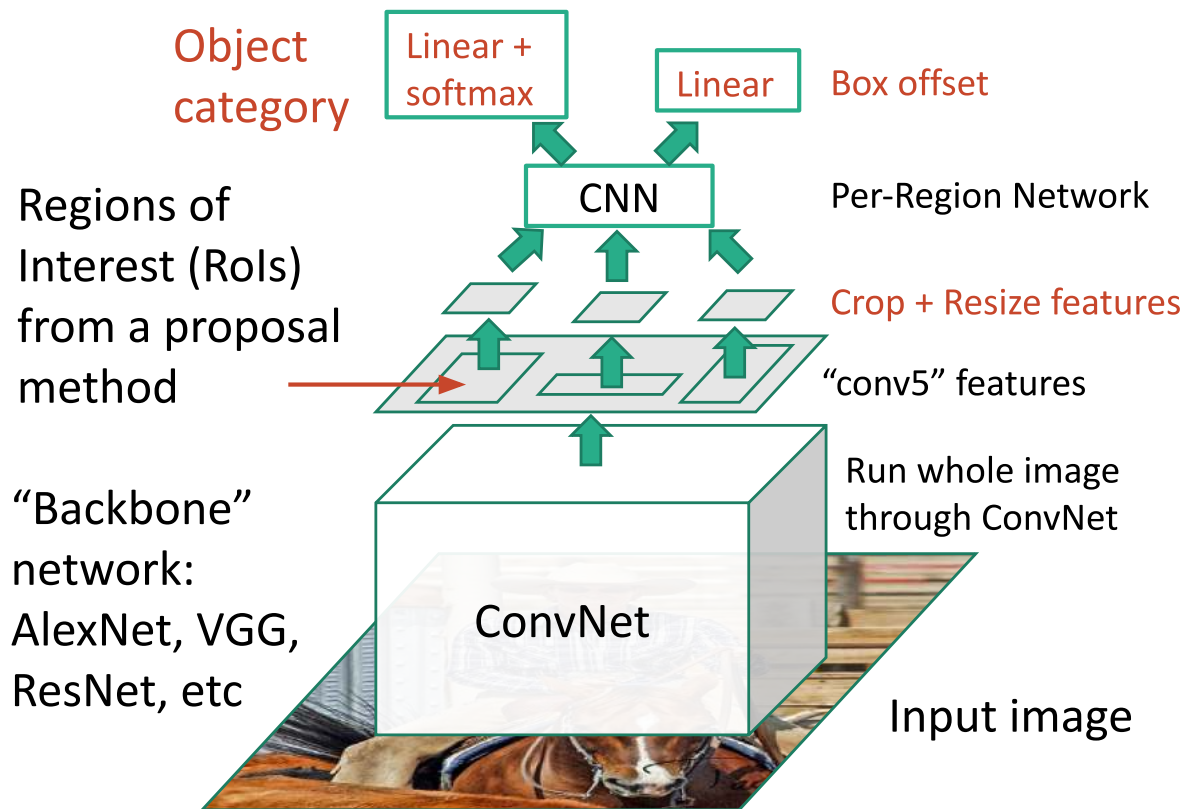 Object
category
Linear +
softmax
Linear
Box offset
CNN
Per-Region Network
Regions of
Interest (RoIs)
from a proposal
method
Crop + Resize features
“conv5” features
Run whole image
through ConvNet
“Backbone”
network:
AlexNet, VGG,
ResNet, etc
ConvNet
Input image